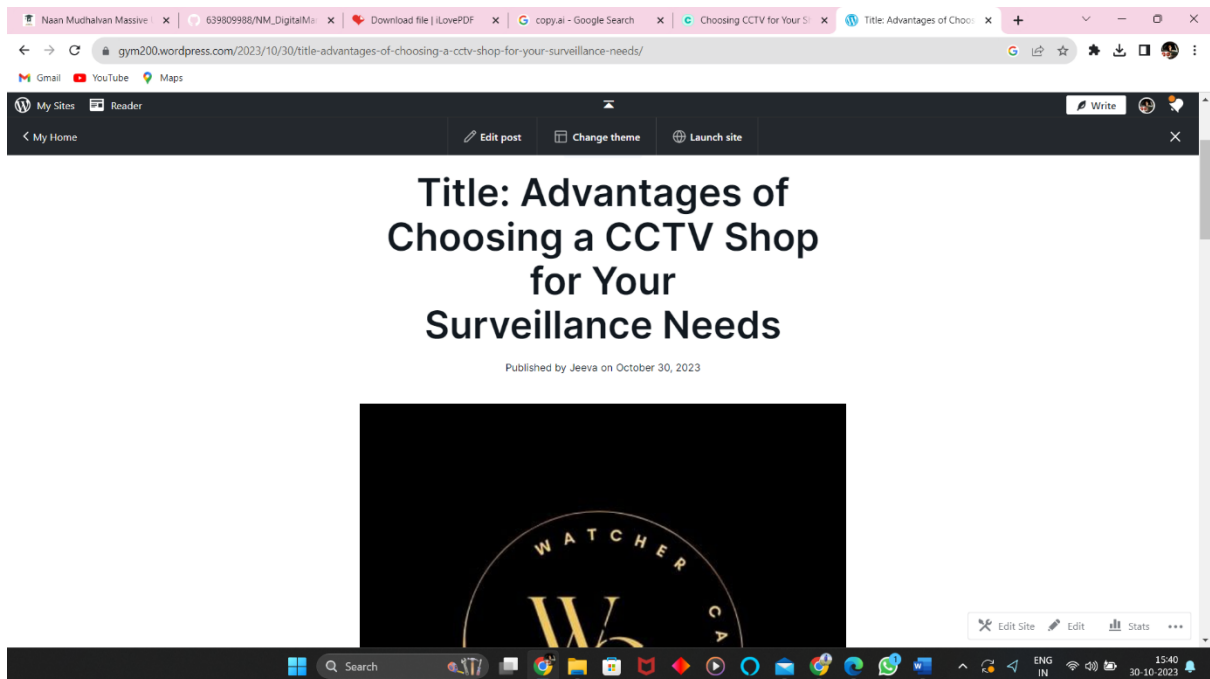 Naan Mudhalvan Massive
639809988/NM_DigitalMar
Download file | iLovePDF
copy.ai - Google Search
Choosing CCTV for Your S
Title: Advantages of Choos
gym200.wordpress.com/2023/10/30/title-advantages-of-choosing-a-cctv-shop-for-your-surveillance-needs/
Gmail YouTube Maps
My Sites Reader Write
My Home Edit post Change theme Launch site
Title: Advantages of
Choosing a CCTV Shop
for Your
Surveillance Needs
Published by Jeeva on October 30, 2023
WATCHER CA
Edit Site Edit Stats
Search
ENG 15:40
IN 30-10-2023